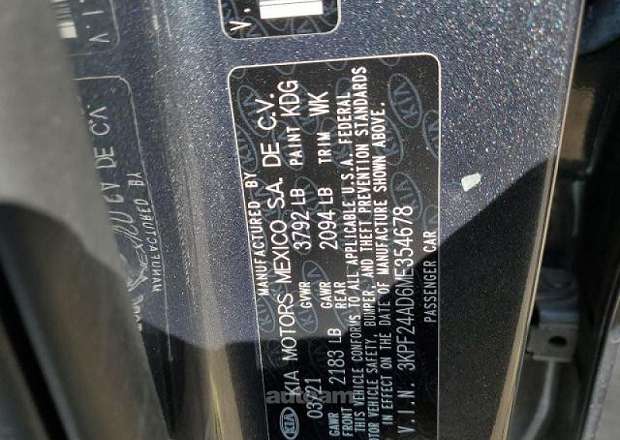 MANUFACTURED BY
KIA MOTORS MEXICO S.A. DE C.V.
03/21 GVWR 3792 LB PAINT KDG
GAWR FRONT 2183 LB GAWR REAR 2094 LB TRIM WK
THIS VEHICLE CONFORMS TO ALL APPLICABLE U.S.A. FEDERAL
MOTOR VEHICLE SAFETY, BUMPER, AND THEFT PREVENTION STANDARDS
IN EFFECT ON THE DATE OF MANUFACTURE SHOWN ABOVE.
V.I.N. 3KPF24AD6ME354678
PASSENGER CAR
KIA
MANUFACTURED BY